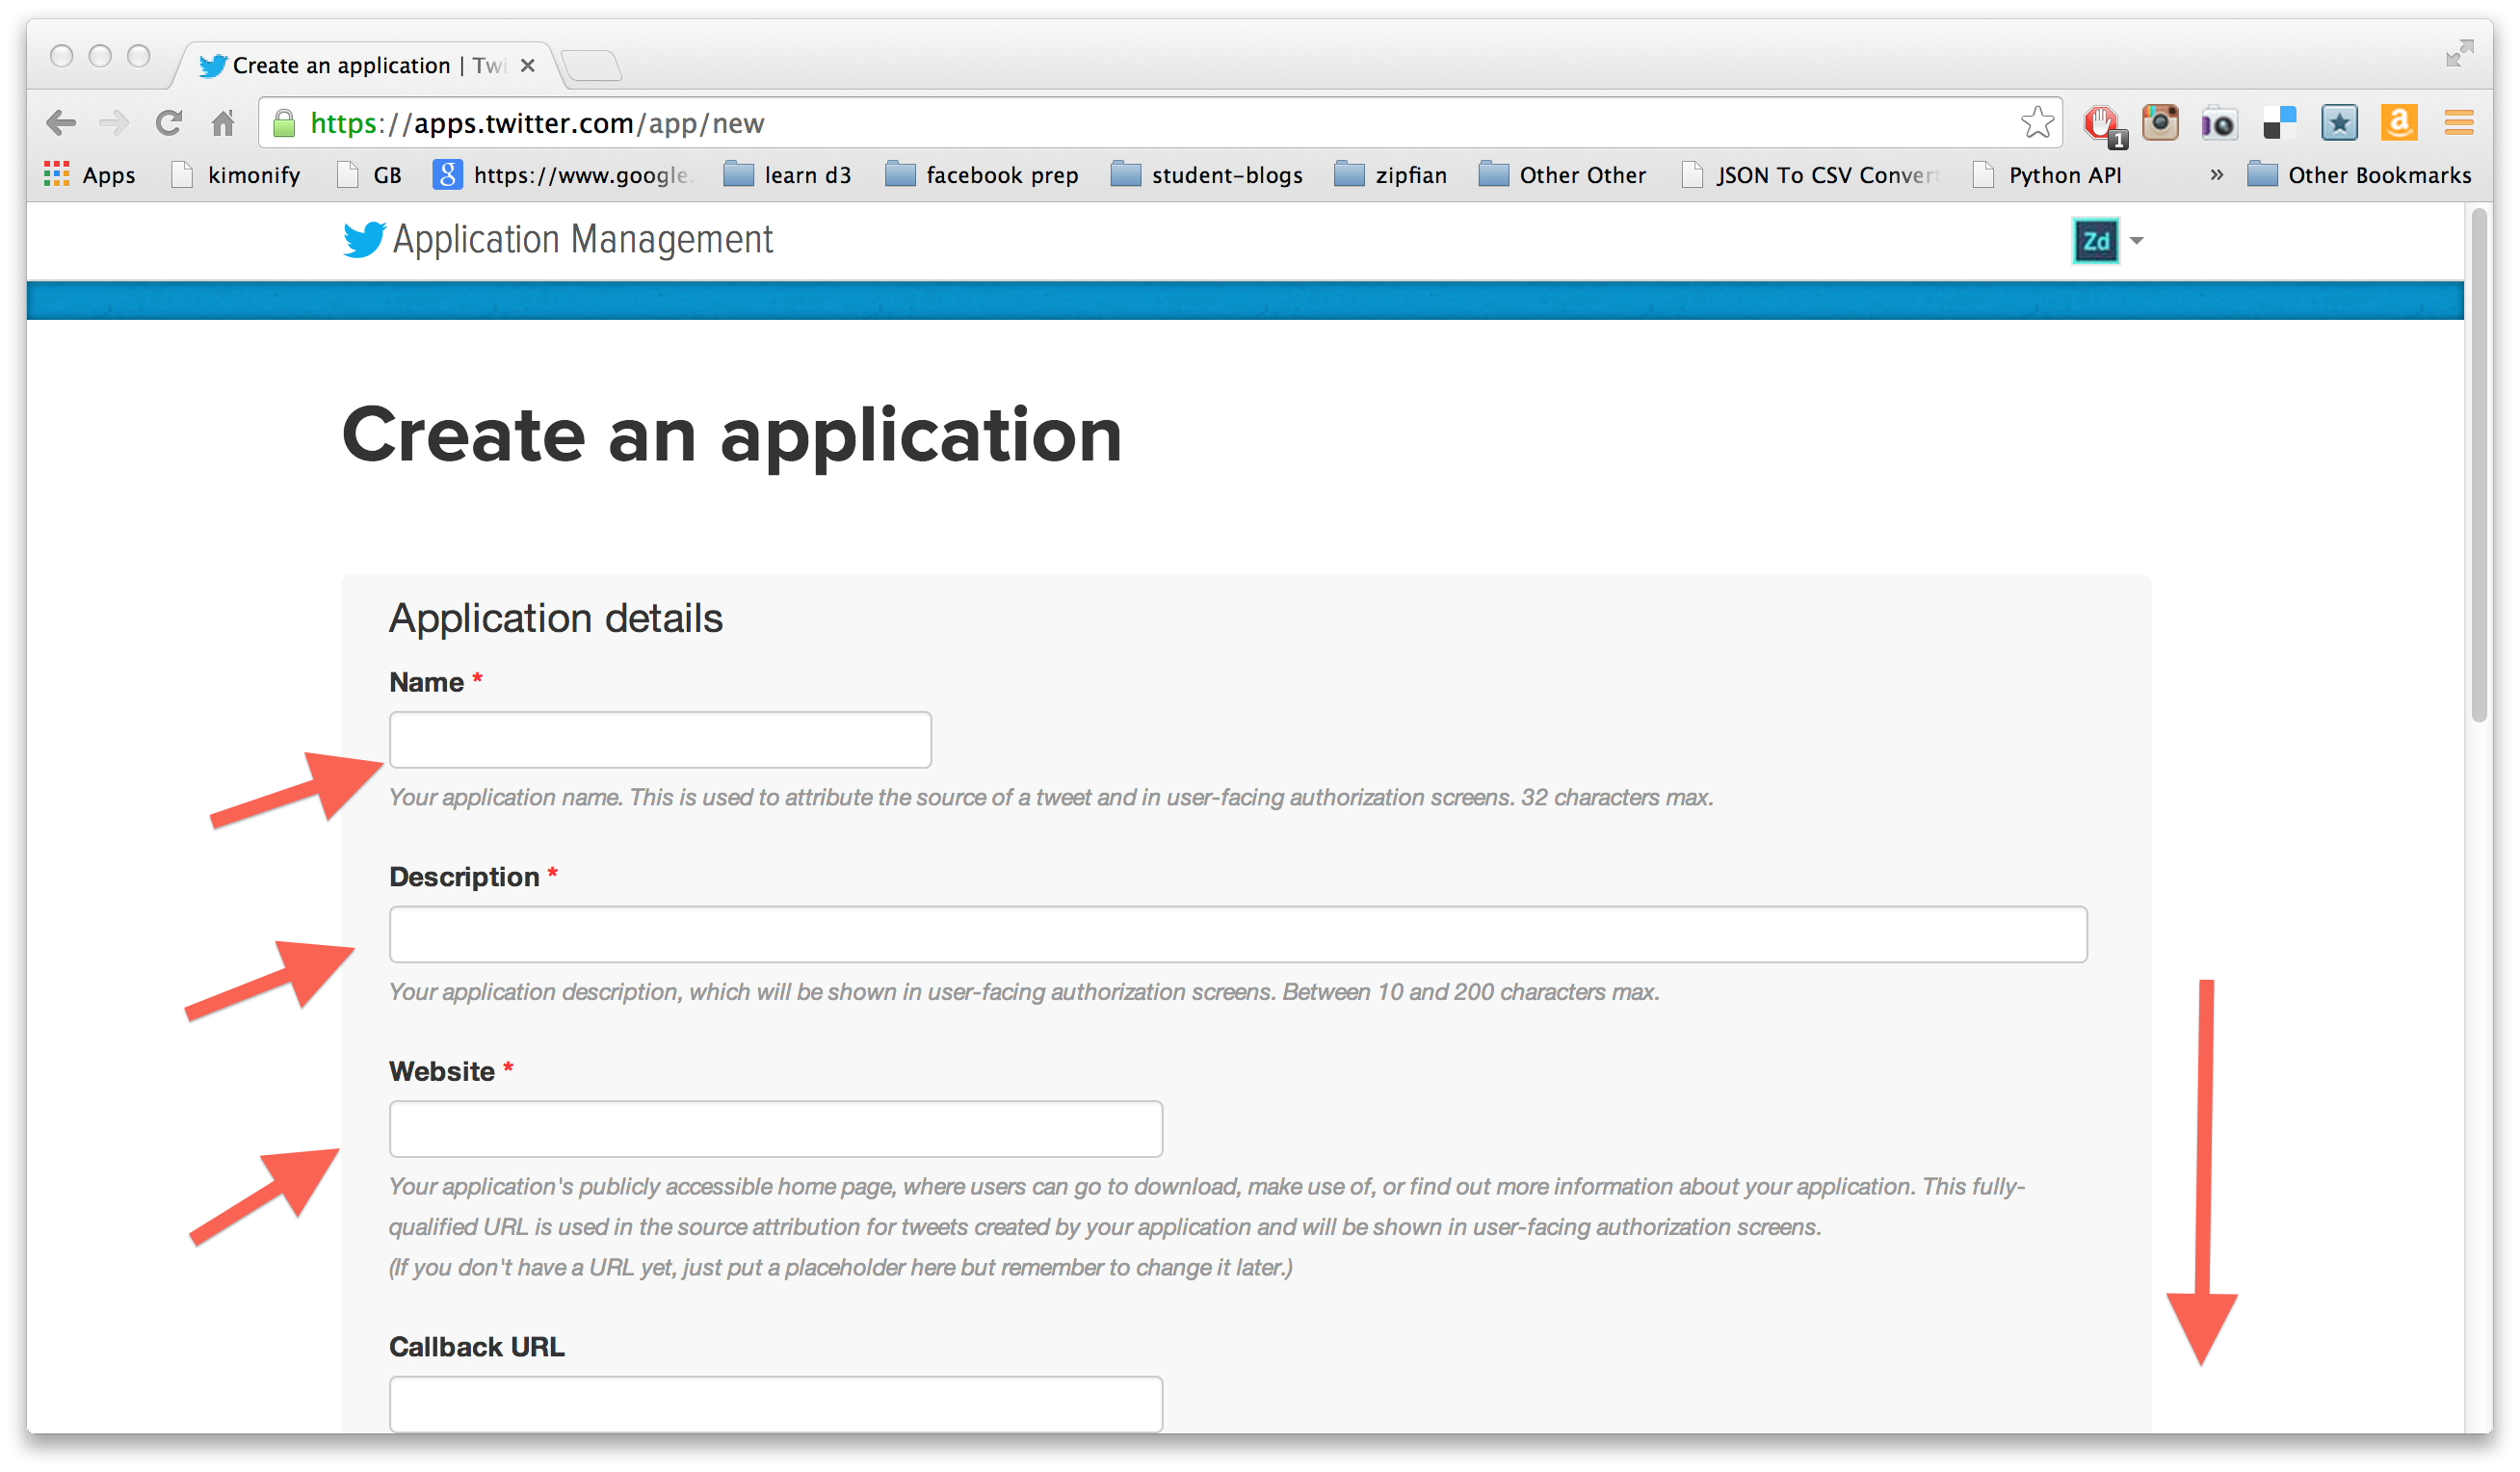 Create an application | Twi
https://apps.twitter.com/app/new
1
a
Apps kimonify GB g https://www.google. learn d3 facebook prep student-blogs zipfian Other Other JSON To CSV Convert Python API » Other Bookmarks
Application Management
Zd
Create an application
Application details
Name *
Your application name. This is used to attribute the source of a tweet and in user-facing authorization screens. 32 characters max.
Description *
Your application description, which will be shown in user-facing authorization screens. Between 10 and 200 characters max.
Website *
Your application's publicly accessible home page, where users can go to download, make use of, or find out more information about your application. This fully-
qualified URL is used in the source attribution for tweets created by your application and will be shown in user-facing authorization screens.
(If you don't have a URL yet, just put a placeholder here but remember to change it later.)
Callback URL